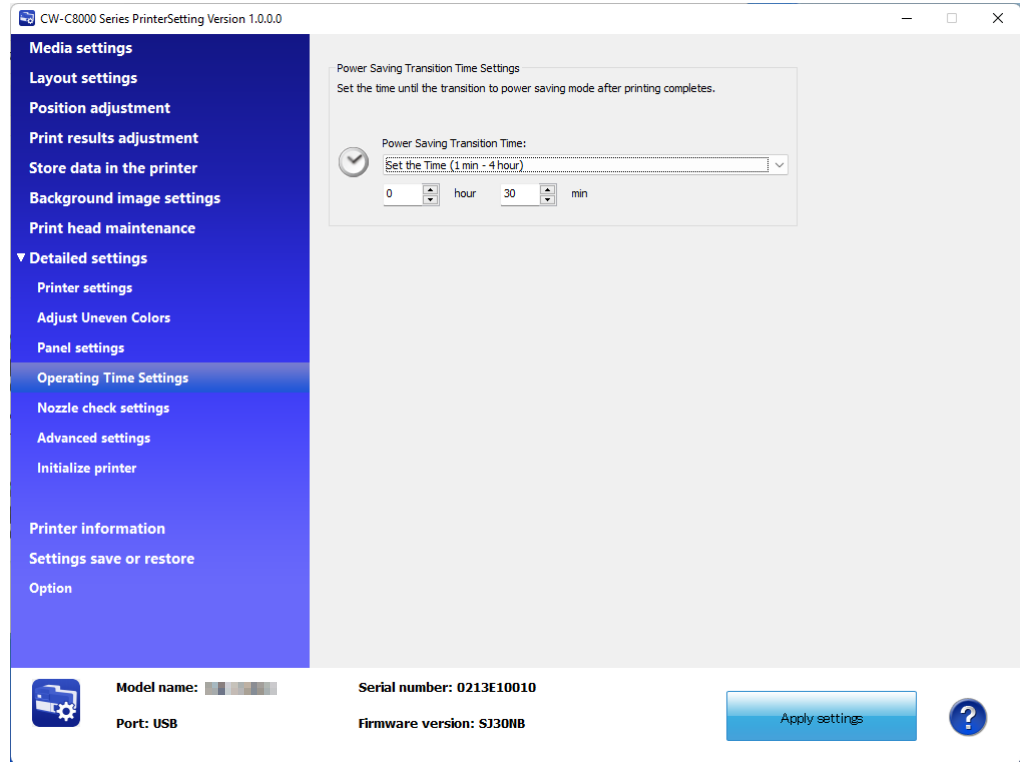 CW-C8000 Series PrinterSetting Version 1.0.0.0
Media settings
Layout settings
Position adjustment
Print results adjustment
Store data in the printer
Background image settings
Print head maintenance
Detailed settings
Printer settings
Adjust Uneven Colors
Panel settings
Operating Time Settings
Nozzle check settings
Advanced settings
Initialize printer
Printer information
Settings save or restore
Option
Power Saving Transition Time Settings
Set the time until the transition to power saving mode after printing completes.
Power Saving Transition Time:
Set the Time (1 min - 4 hour)
0 hour 30 min
Model name:
Serial number: 0213E10010
Port: USB
Firmware version: SJ30NB
Apply settings
?